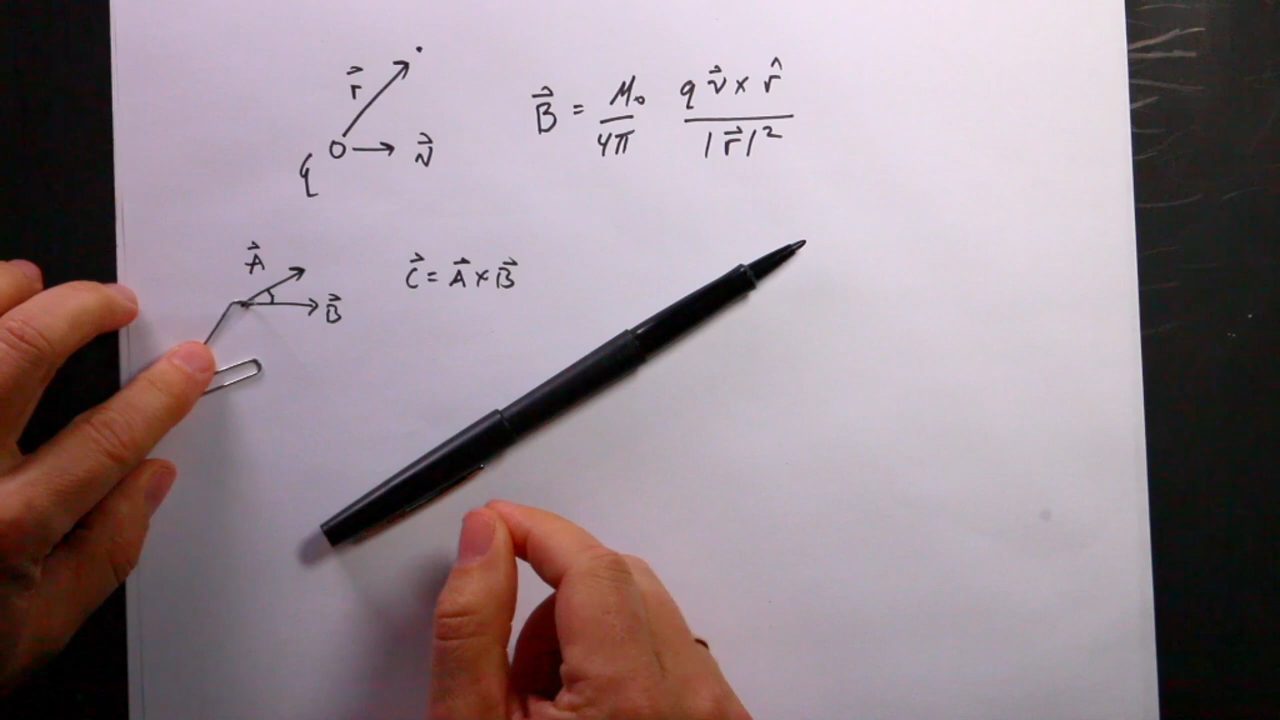 r⃗
q v⃗
B⃗ = μ₀/4π q v⃗ × r̂/|r⃗|²
A⃗
B⃗
C⃗ = A⃗ × B⃗